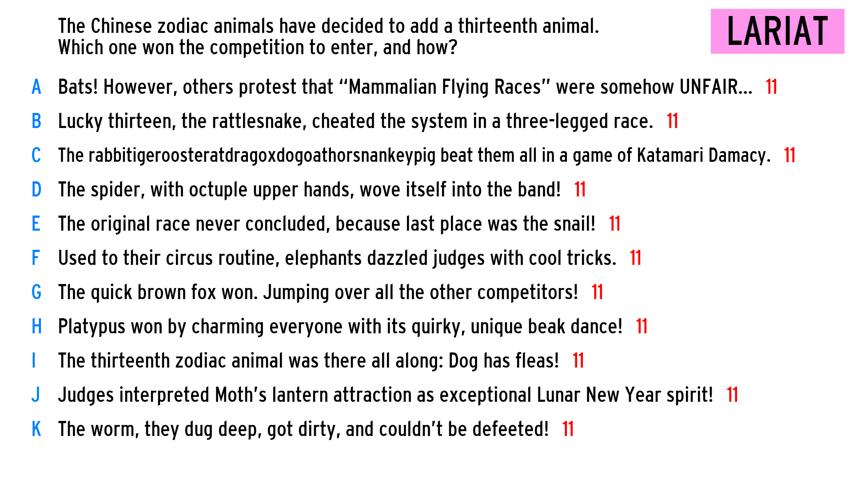 The Chinese zodiac animals have decided to add a thirteenth animal.
Which one won the competition to enter, and how?
LARIAT
A Bats! However, others protest that “Mammalian Flying Races” were somehow UNFAIR... 11
B Lucky thirteen, the rattlesnake, cheated the system in a three-legged race. 11
C The rabbitigeroosteratdragoxdogoathorsnankeypig beat them all in a game of Katamari Damacy. 11
D The spider, with octuple upper hands, wove itself into the band! 11
E The original race never concluded, because last place was the snail! 11
F Used to their circus routine, elephants dazzled judges with cool tricks. 11
G The quick brown fox won. Jumping over all the other competitors! 11
H Platypus won by charming everyone with its quirky, unique beak dance! 11
I The thirteenth zodiac animal was there all along: Dog has fleas! 11
J Judges interpreted Moth’s lantern attraction as exceptional Lunar New Year spirit! 11
K The worm, they dug deep, got dirty, and couldn’t be defeeted! 11